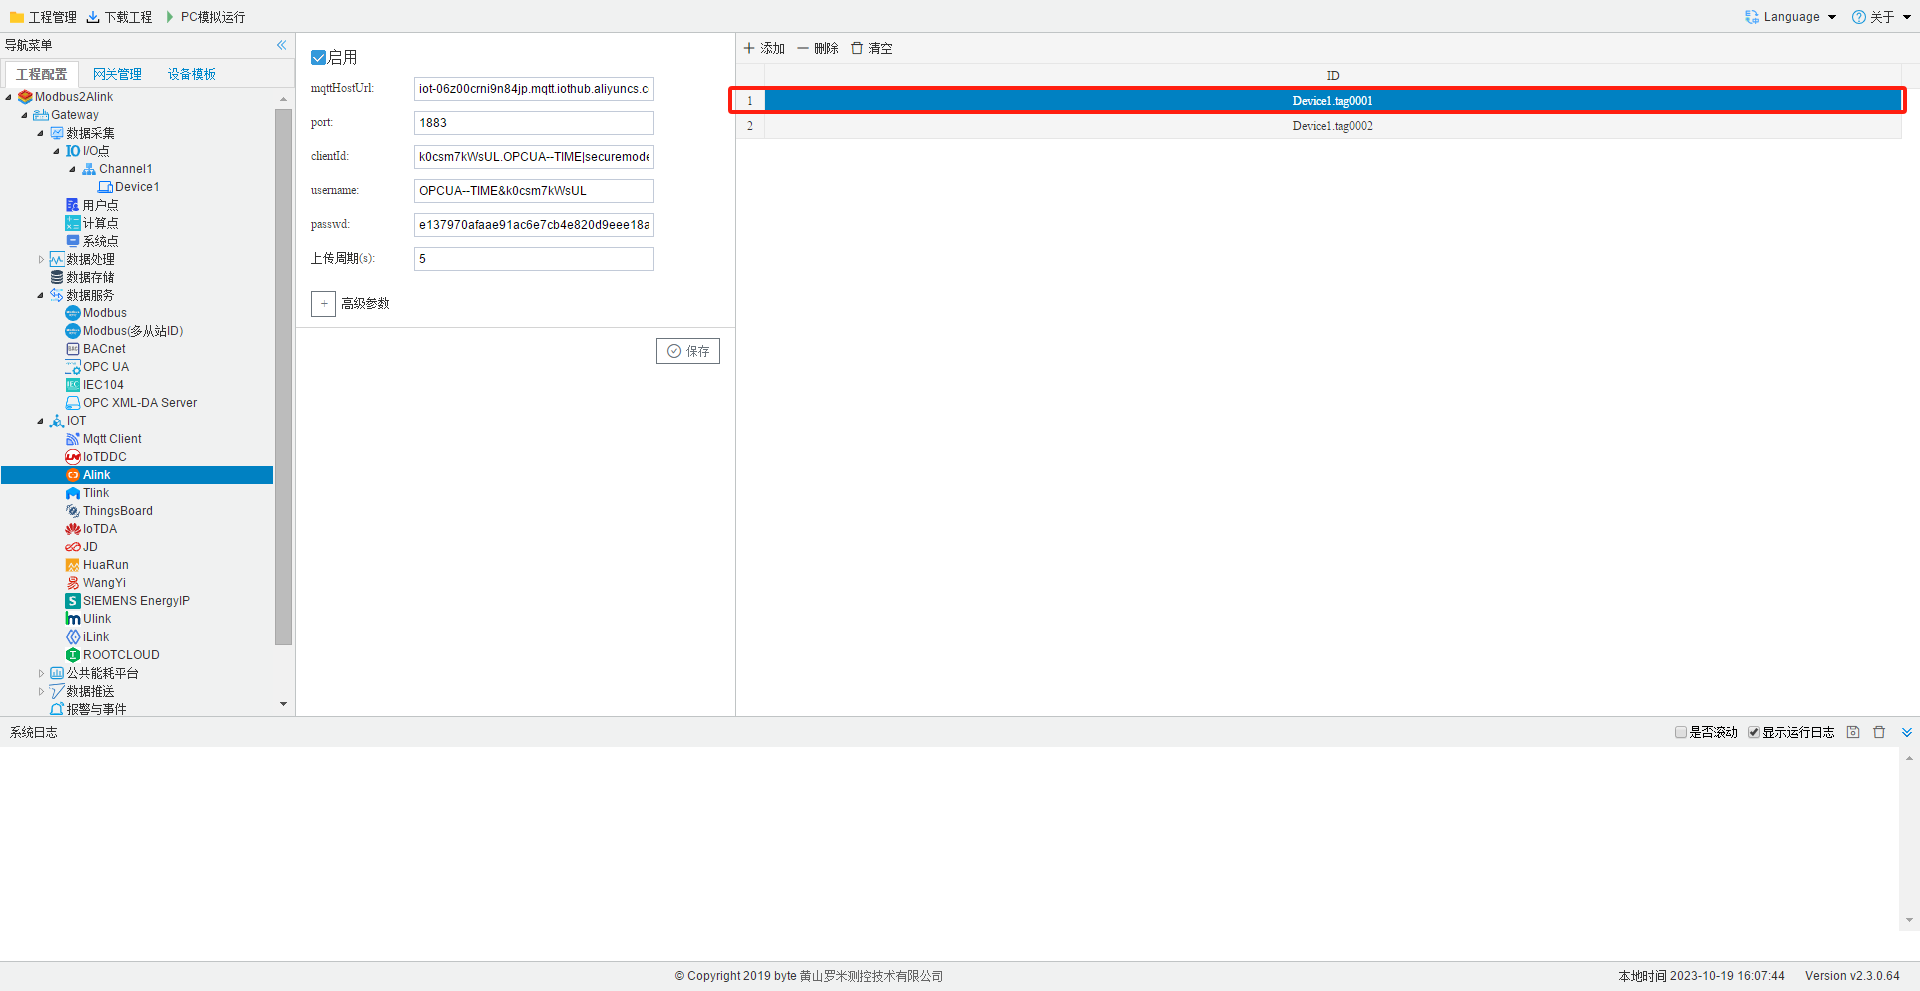 工程管理 下载工程 PC模拟运行 Language 关于
导航菜单
工程配置 网关管理 设备模板
Modbus2Alink
Gateway
数据采集
IO I/O点
Channel1
Device1
用户点
计算点
系统点
数据处理
数据存储
数据服务
Modbus
Modbus(多从站ID)
BACnet
OPC UA
IEC104
OPC XML-DA Server
IOT
Mqtt Client
IoTDDC
Alink
Tlink
ThingsBoard
IoTDA
JD
HuaRun
WangYi
SIEMENS EnergyIP
Ulink
iLink
ROOTCLOUD
公共能耗平台
数据推送
报警与事件
启用
mqttHostUrl: iot-06z00crni9n84jp.mqtt.iothub.aliyuncs.c
port: 1883
clientId: k0csm7kWsUL.OPCUA--TIME|securemode
username: OPCUA--TIME&k0csm7kWsUL
passwd: e137970afaae91ac6e7cb4e820d9eee18a
上传周期(s): 5
+ 高级参数
保存
添加 删除 清空
ID
1 Device1.tag0001
2 Device1.tag0002
系统日志 是否滚动 显示运行日志
© Copyright 2019 byte 黄山罗米测控技术有限公司 本地时间 2023-10-19 16:07:44 Version v2.3.0.64